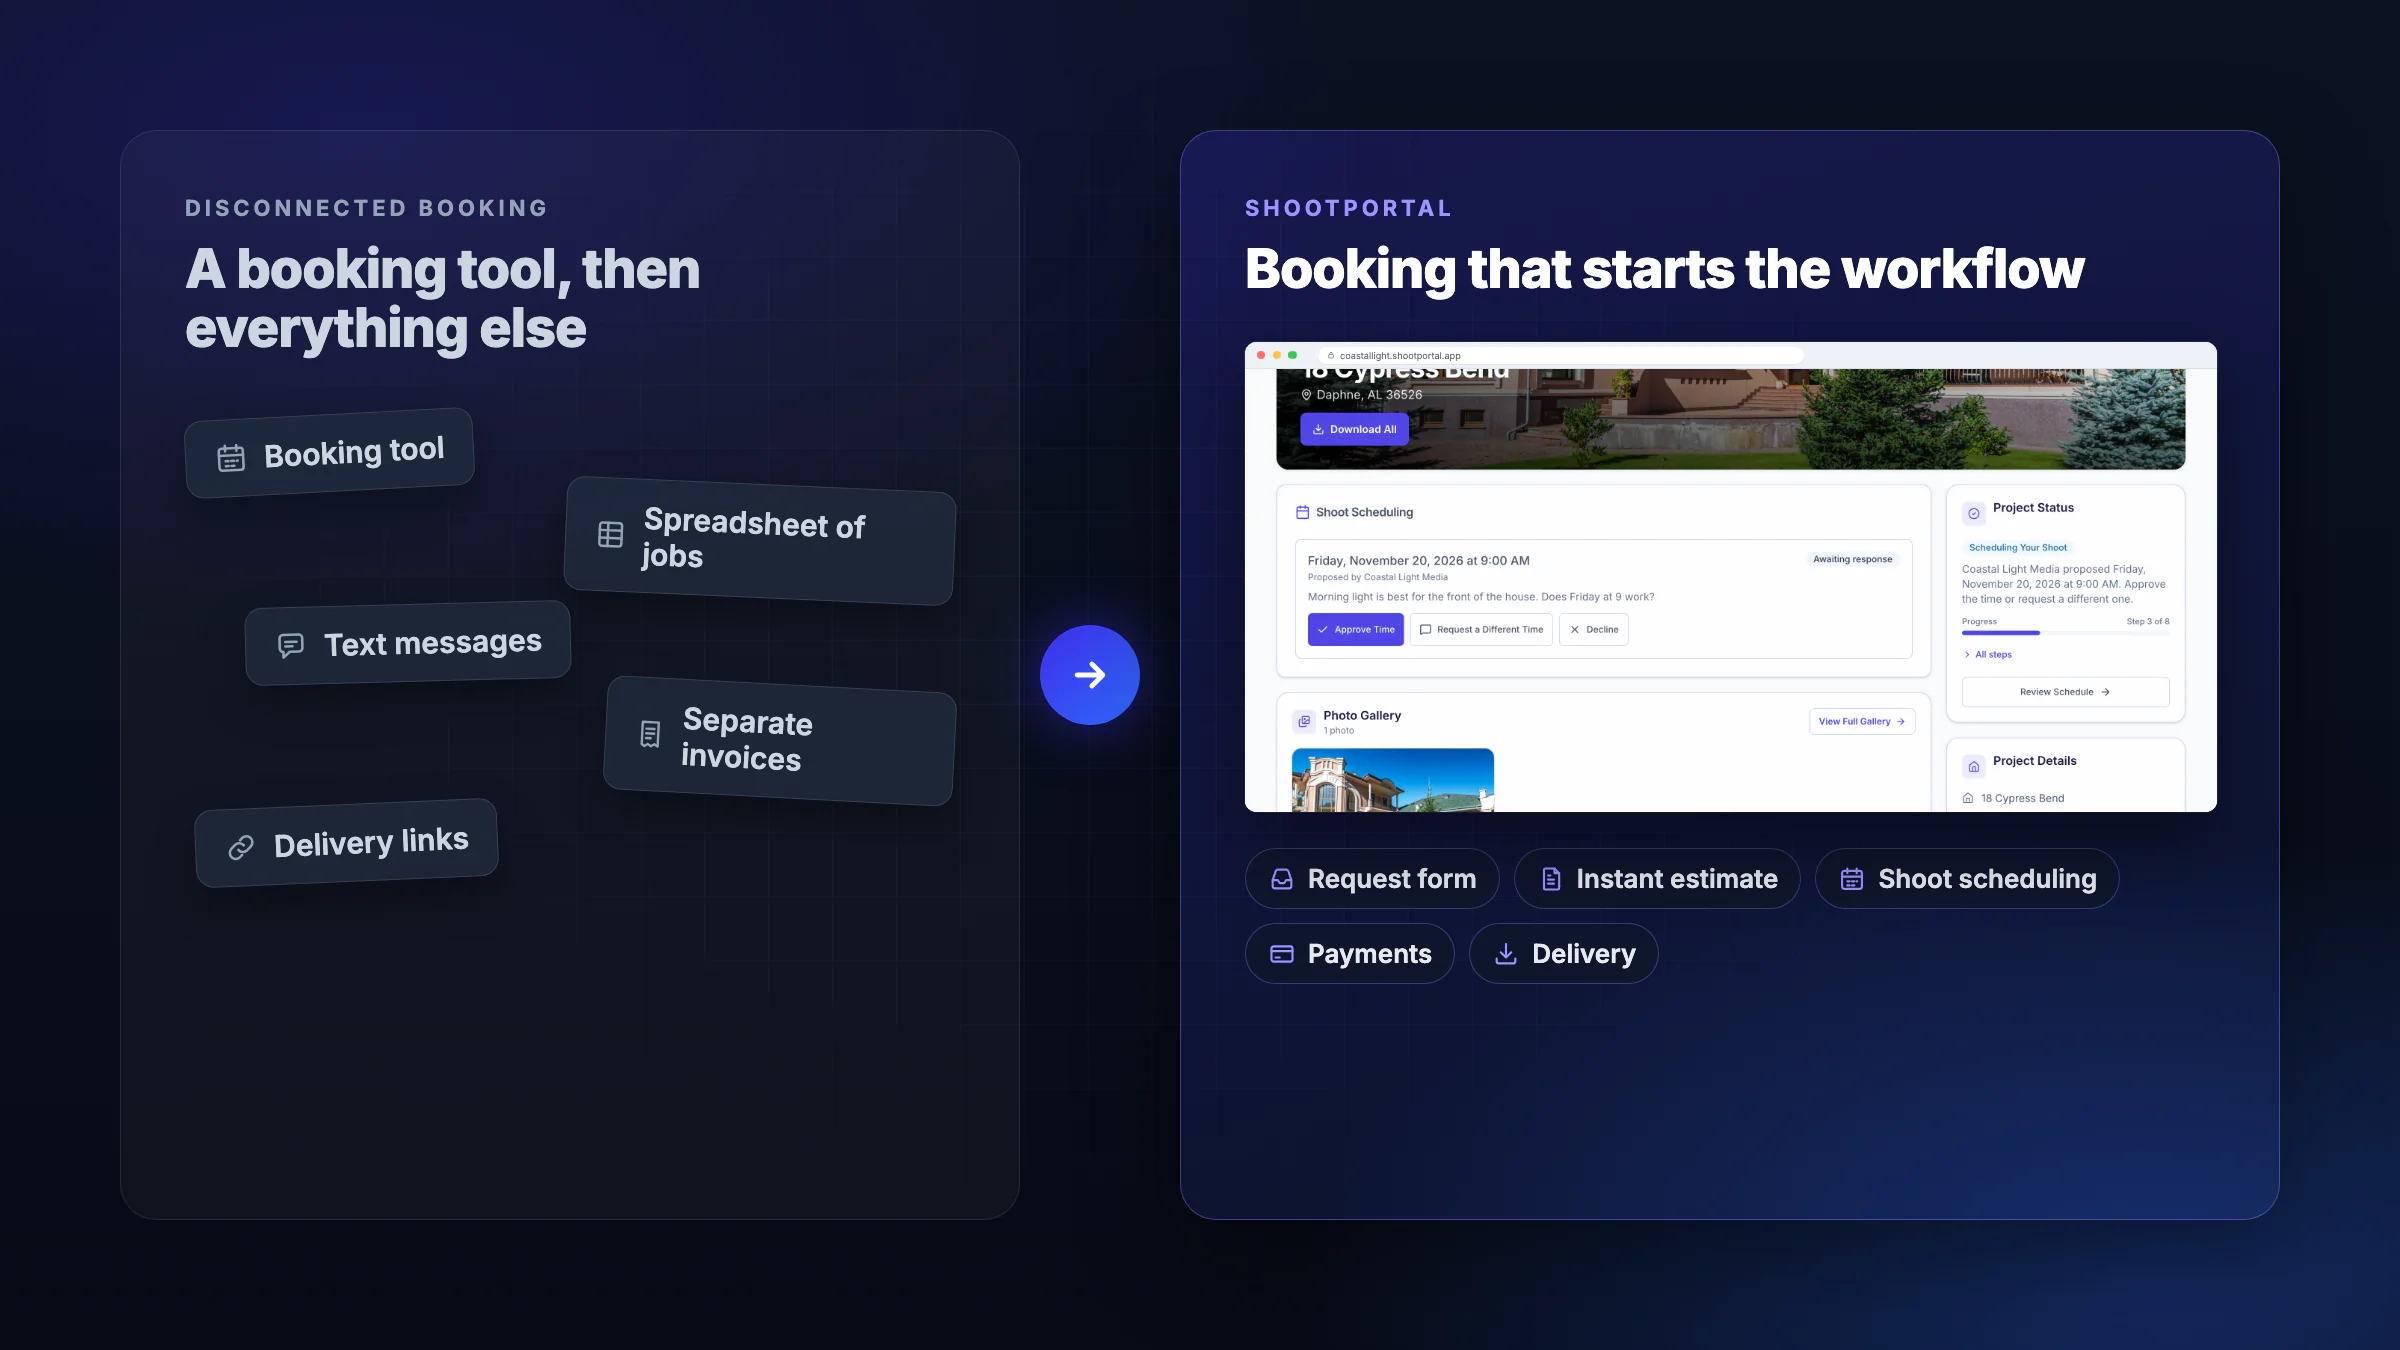 DISCONNECTED BOOKING
A booking tool, then
everything else
Booking tool
Spreadsheet of
jobs
Text messages
Separate
invoices
Delivery links
SHOOTPORTAL
Booking that starts the workflow
coastallight.shootportal.app
18 Cypress Bend
Daphne, AL 36526
Download All
Shoot Scheduling
Friday, November 20, 2026 at 9:00 AM
Awaiting response
Proposed by Coastal Light Media
Morning light is best for the front of the house. Does Friday at 9 work?
Approve Time
Request a Different Time
Decline
Photo Gallery
1 photo
View Full Gallery
Project Status
Scheduling Your Shoot
Coastal Light Media proposed Friday,
November 20, 2026 at 9:00 AM. Approve
the time or request a different one.
Progress
Step 3 of 8
All steps
Review Schedule
Project Details
18 Cypress Bend
Request form
Instant estimate
Shoot scheduling
Payments
Delivery